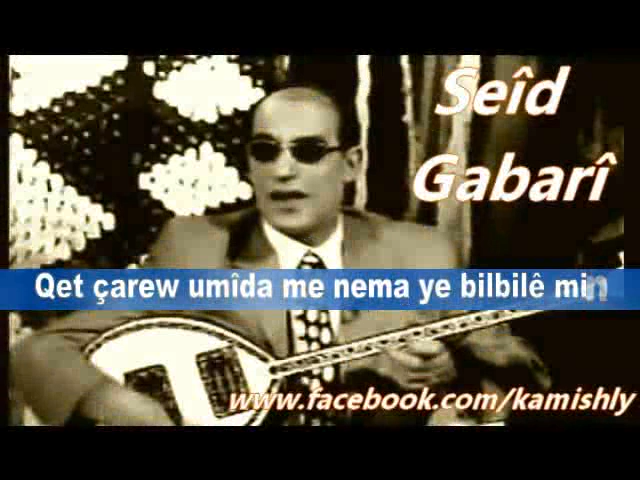 Seîd
Gabarî
Qet çarew umîda me nema ye bilbilê min
www.facebook.com/kamishly